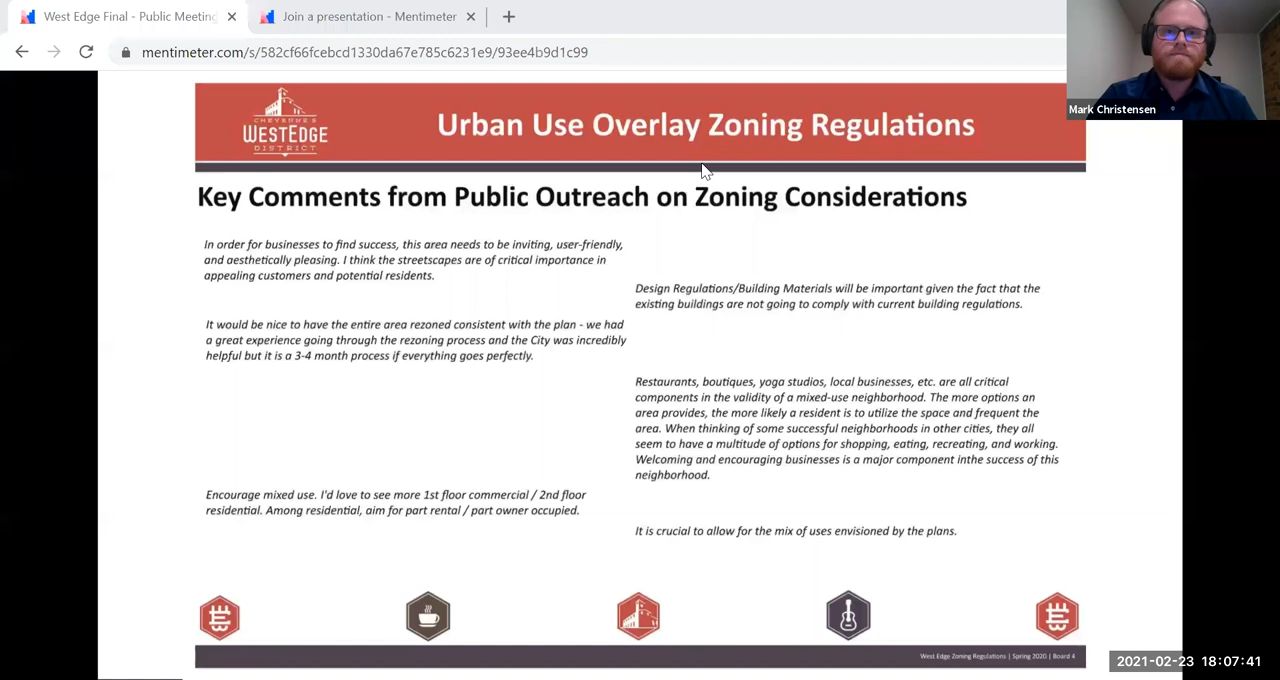 West Edge Final - Public Meeting
Join a presentation - Mentimeter
mentimeter.com/s/582cf66fcebcd1330da67e785c6231e9/93ee4b9d1c99
Mark Christensen
CHEYENNE'S
WESTEDGE
DISTRICT
Urban Use Overlay Zoning Regulations
Key Comments from Public Outreach on Zoning Considerations
In order for businesses to find success, this area needs to be inviting, user-friendly,
and aesthetically pleasing. I think the streetscapes are of critical importance in
appealing customers and potential residents.
It would be nice to have the entire area rezoned consistent with the plan - we had
a great experience going through the rezoning process and the City was incredibly
helpful but it is a 3-4 month process if everything goes perfectly.
Encourage mixed use. I'd love to see more 1st floor commercial / 2nd floor
residential. Among residential, aim for part rental / part owner occupied.
Design Regulations/Building Materials will be important given the fact that the
existing buildings are not going to comply with current building regulations.
Restaurants, boutiques, yoga studios, local businesses, etc. are all critical
components in the validity of a mixed-use neighborhood. The more options an
area provides, the more likely a resident is to utilize the space and frequent the
area. When thinking of some successful neighborhoods in other cities, they all
seem to have a multitude of options for shopping, eating, recreating, and working.
Welcoming and encouraging businesses is a major component inthe success of this
neighborhood.
It is crucial to allow for the mix of uses envisioned by the plans.
West Edge Zoning Regulations | Spring 2020 | Board 4
2021-02-23 18:07:41